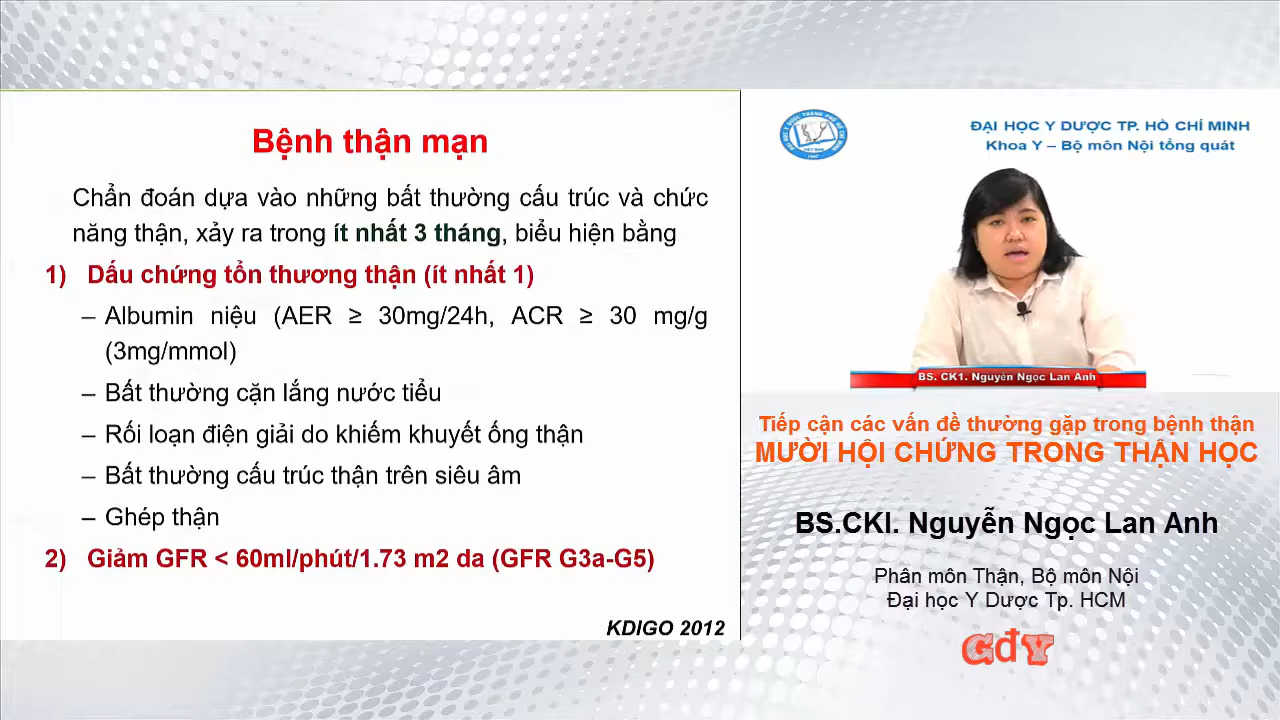 Bệnh thận mạn
Chẩn đoán dựa vào những bất thường cấu trúc và chức
năng thận, xảy ra trong ít nhất 3 tháng, biểu hiện bằng
1) Dấu chứng tổn thương thận (ít nhất 1)
– Albumin niệu (AER ≥ 30mg/24h, ACR ≥ 30 mg/g
(3mg/mmol)
– Bất thường cặn lắng nước tiểu
– Rối loạn điện giải do khiếm khuyết ống thận
– Bất thường cấu trúc thận trên siêu âm
– Ghép thận
2) Giảm GFR < 60ml/phút/1.73 m2 da (GFR G3a-G5)
KDIGO 2012
ĐẠI HỌC Y DƯỢC TP. HỒ CHÍ MINH
Khoa Y – Bộ môn Nội tổng quát
BS. CK1. Nguyễn Ngọc Lan Anh
Tiếp cận các vấn đề thường gặp trong bệnh thận
MƯỜI HỘI CHỨNG TRONG THẬN HỌC
BS.CKI. Nguyễn Ngọc Lan Anh
Phân môn Thận, Bộ môn Nội
Đại học Y Dược Tp. HCM
GđY